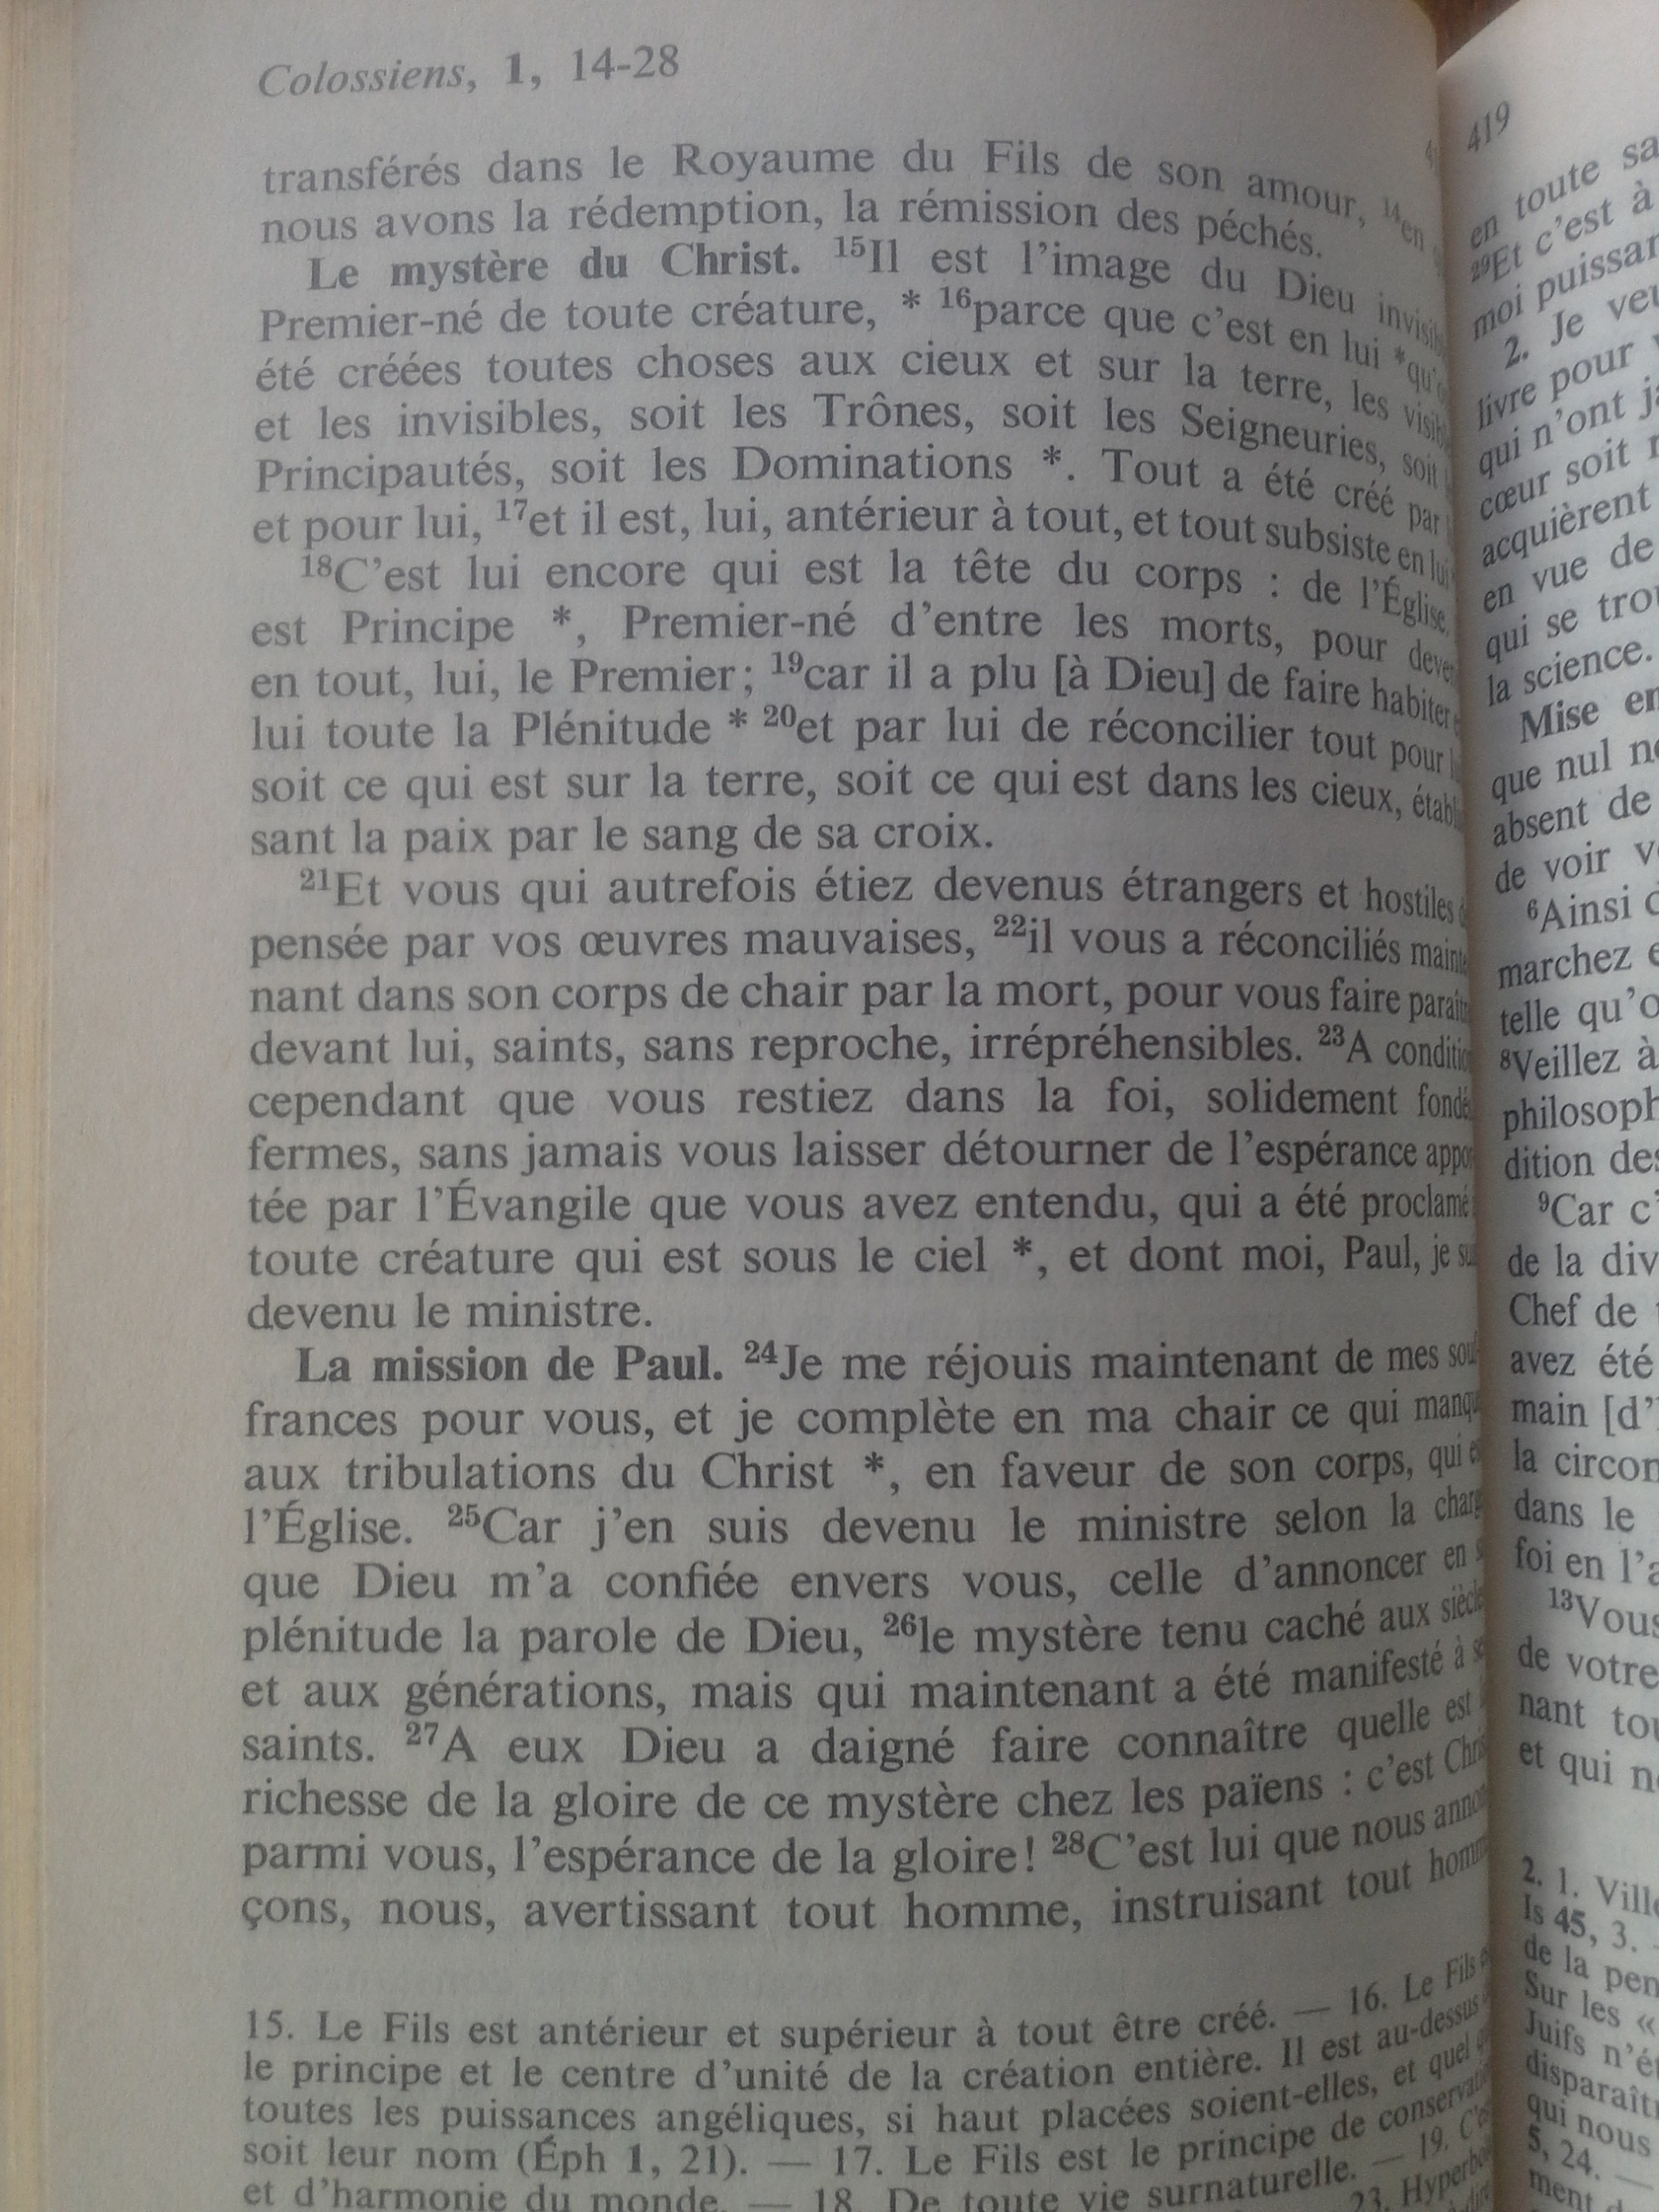 Colossiens, 1, 14-28
transférés dans le Royaume du Fils de son amour, 14en
nous avons la rédemption, la rémission des péchés.
Le mystère du Christ. 15Il est l'image du Dieu
Premier-né de toute créature, * 16parce que c'est en lui
été créées toutes choses aux cieux et sur la terre, les
et les invisibles, soit les Trônes, soit les Seigneuries, soit
Principautés, soit les Dominations *. Tout a été créé par
et pour lui, 17et il est, lui, antérieur à tout, et tout subsiste en lui
18C'est lui encore qui est la tête du corps : de l'Église.
est Principe *, Premier-né d'entre les morts, pour
en tout, lui, le Premier; 19car il a plu [à Dieu] de faire habiter
lui toute la Plénitude * 20et par lui de réconcilier tout pour
soit ce qui est sur la terre, soit ce qui est dans les cieux, établ
sant la paix par le sang de sa croix.
21Et vous qui autrefois étiez devenus étrangers et hostiles
pensée par vos œuvres mauvaises, 22il vous a réconciliés
nant dans son corps de chair par la mort, pour vous faire
devant lui, saints, sans reproche, irrépréhensibles. 23A
cependant que vous restiez dans la foi, solidement
fermes, sans jamais vous laisser détourner de l'espérance
tée par l'Évangile que vous avez entendu, qui a été proclamé
toute créature qui est sous le ciel *, et dont moi, Paul, je
devenu le ministre.
La mission de Paul. 24Je me réjouis maintenant de mes
frances pour vous, et je complète en ma chair ce qui
aux tribulations du Christ *, en faveur de son corps, qui
l'Église. 25Car j'en suis devenu le ministre selon la
que Dieu m'a confiée envers vous, celle d'annoncer en
plénitude la parole de Dieu, 26le mystère tenu caché aux
et aux générations, mais qui maintenant a été manifesté à
saints. 27A eux Dieu a daigné faire connaître quelle est
richesse de la gloire de ce mystère chez les païens : c'est
parmi vous, l'espérance de la gloire! 28C'est lui que nous
çons, nous, avertissant tout homme, instruisant tout
15. Le Fils est antérieur et supérieur à tout être créé. — 16. Le Fils
le principe et le centre d'unité de la création entière. Il est au-dessus
toutes les puissances angéliques, si haut placées soient-elles, et quel
soit leur nom (Éph 1, 21). — 17. Le Fils est le principe de
et d'harmonie du monde. — 18. De toute vie surnaturelle. — 19.
23.
419
en toute
29Et c'est à
moi
2. Je
livre pour
qui n'ont
cœur soit
acquièrent
en vue de
qui se
la science.
Mise
que nul
absent de
de voir
6Ainsi
marchez
telle
8Veillez à
dition
9Car
de la
Chef de
avez été
main
la
dans le
foi en
13Vous
de votre
nant
et qui
2. 1.
Is 45, 3.
de la
Sur les «
Juifs
qui nous
5, 24. —